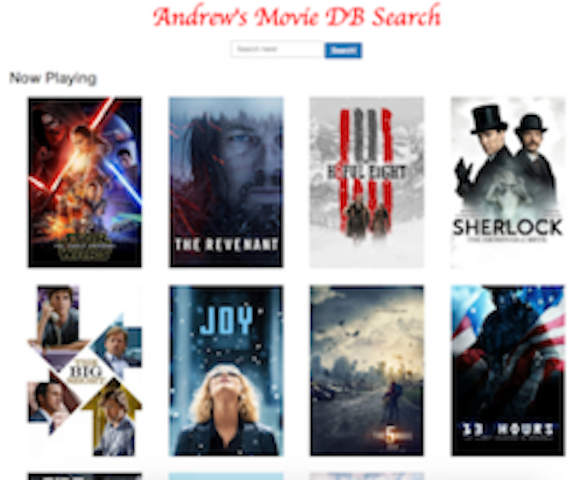 Andrew's Movie DB Search
Search here!
Search!
Now Playing
STAR
WARS
THE REVENANT
H8FUL EIGHT
SHERLOCK
THE BIG SHORT
JOY
5
13 HOURS